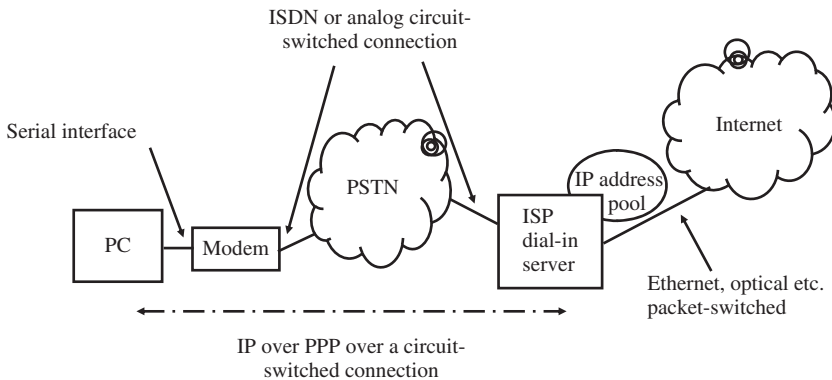 ISDN or analog circuit-
switched connection
Serial interface
Internet
PSTN
IP address
pool
ISP
dial-in
server
PC
Modem
Ethernet, optical etc.
packet-switched
IP over PPP over a circuit-
switched connection